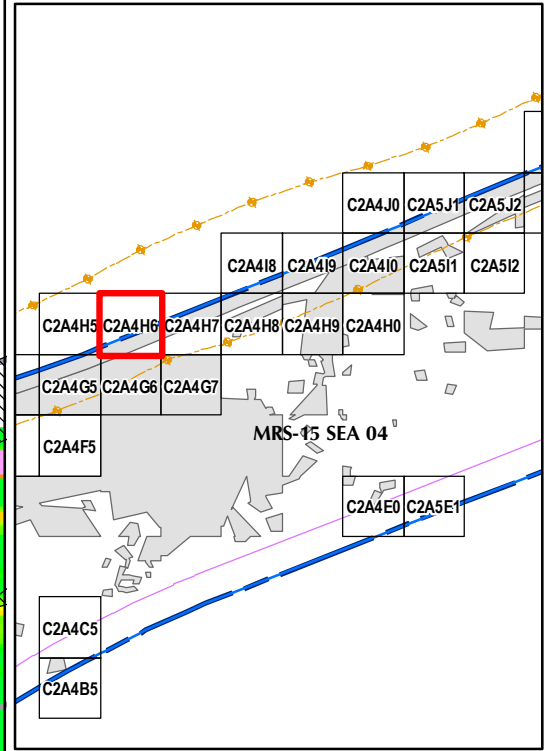 C2A4J0 C2A5J1 C2A5J2
C2A4I8 C2A4I9 C2A4I0 C2A5I1 C2A5I2
C2A4H5 C2A4H6 C2A4H7 C2A4H8 C2A4H9 C2A4H0
C2A4G5 C2A4G6 C2A4G7
MRS-15 SEA 04
C2A4F5
C2A4E0 C2A5E1
C2A4C5
C2A4B5